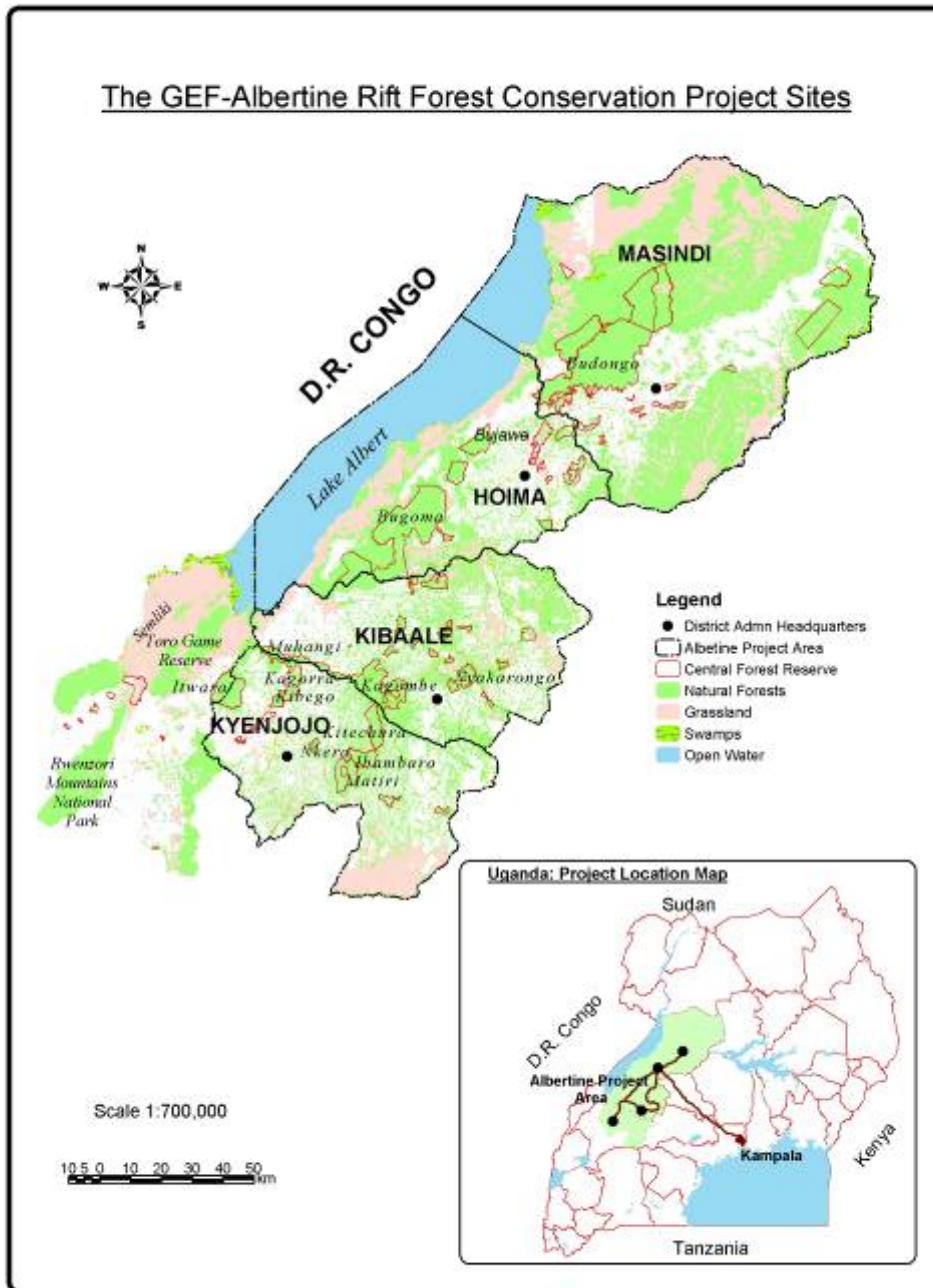 The GEF-Albertine Rift Forest Conservation Project Sites
N
W
E
S
D.R. CONGO
MASINDI
Budongo
Lake Albert
Bujawe
HOIMA
Bugoma
Semliki
Toro Game
Reserve
Muhangi
KIBAALE
Itwara
Kagorra
Kibego
Kagombe
Nyakarongo
KYENJOJO
Kitechura
Nkera
Ibambaro
Matiri
Rwenzori
Mountains
National
Park
Legend
District Admn Headquarters
Albetine Project Area
Central Forest Reserve
Natural Forests
Grassland
Swamps
Open Water
Scale 1:700,000
10 5 0 10 20 30 40 50
km
Uganda: Project Location Map
Sudan
D.R. Congo
Albertine Project
Area
Kampala
Kenya
Tanzania